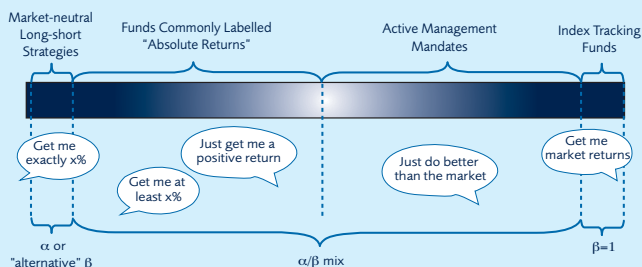 Market-neutral
Long-short
Strategies
Funds Commonly Labelled
"Absolute Returns"
Active Management
Mandates
Index Tracking
Funds
Get me
exactly x%
Just get me a
positive return
Get me at
least x%
Just do better
than the market
Get me
market returns
α or
"alternative" β
α/β mix
β=1